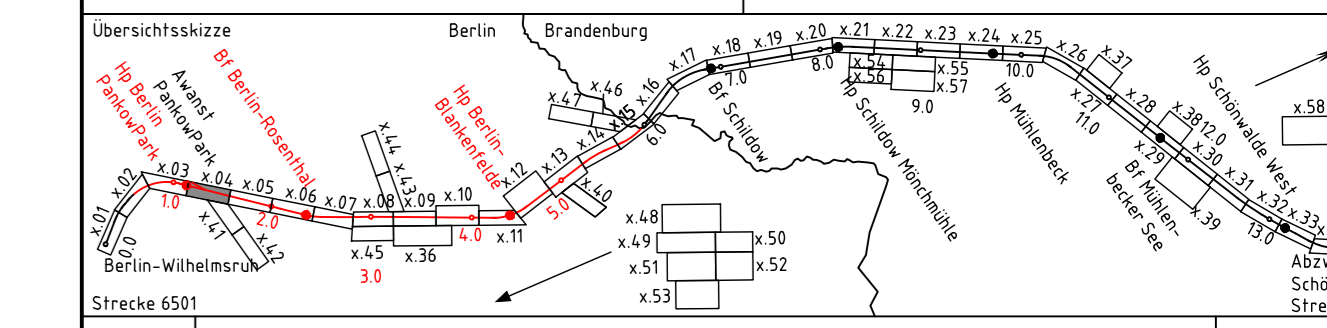 Übersichtsskizze
Berlin
Brandenburg
Hp Berlin
PankowPark
Awanst
PankowPark
Bf Berlin-Rosenthal
Hp Berlin-
Blankenfelde
Bf Schildow
Hp Schildow Mönchmühle
Hp Mühlenbeck
Bf Mühlen-
becker See
Hp Schönwalde West
x.01
x.02
x.03
x.04
x.05
x.06
x.07
x.08
x.09
x.10
x.11
x.12
x.13
x.14
x.15
x.16
x.17
x.18
x.19
x.20
x.21
x.22
x.23
x.24
x.25
x.26
x.27
x.28
x.29
x.30
x.31
x.32
x.33
x.36
x.37
x.38
x.39
x.40
x.41
x.42
x.43
x.44
x.45
x.46
x.47
x.48
x.49
x.50
x.51
x.52
x.53
x.54
x.55
x.56
x.57
x.58
0.0
1.0
2.0
3.0
4.0
5.0
6.0
7.0
8.0
9.0
10.0
11.0
12.0
13.0
Berlin-Wilhelmsruh
Strecke 6501
Abzw
Schö
Stre